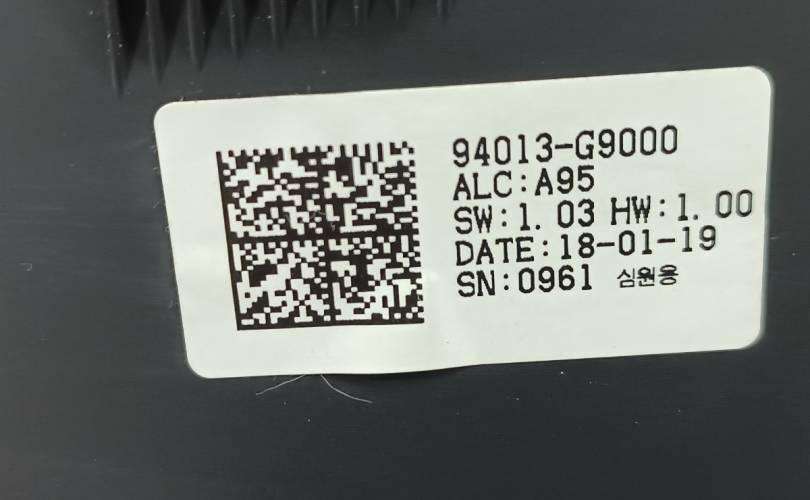 94013-G9000
ALC:A95
SW:1. 03 HW:1. 00
DATE:18-01-19
SN:0961 심원용